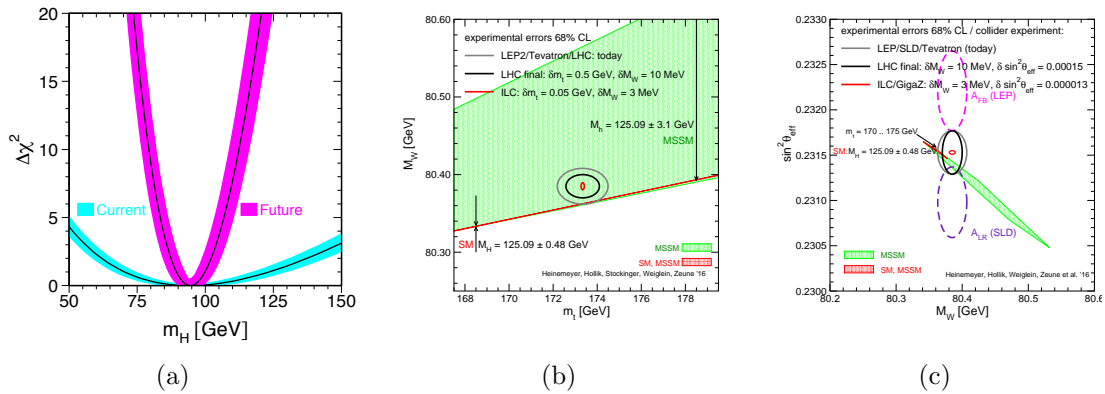 20
15
10
5
0
Δχ²
Current
Future
50
100
150
m_H [GeV]
(a)
80.60
80.50
80.40
80.30
M_W [GeV]
experimental errors 68% CL
LEP2/Tevatron/LHC: today
LHC final: δm_t = 0.5 GeV, δM_W = 10 MeV
ILC: δm_t = 0.05 GeV, δM_W = 3 MeV
M_h = 125.09 ± 3.1 GeV
MSSM
SM
M_H = 125.09 ± 0.48 GeV
MSSM
SM, MSSM
Heinemeyer, Hollik, Stockinger, Weiglein, Zeune '16
168
170
172
174
176
178
m_t [GeV]
(b)
0.2330
0.2325
0.2320
0.2315
0.2310
0.2305
0.2300
sin²θ_eff
experimental errors 68% CL / collider experiment:
LEP/SLD/Tevatron (today)
LHC final: δM_W = 10 MeV, δ sin²θ_eff = 0.00015
ILC/GigaZ: δM_W = 3 MeV, δ sin²θ_eff = 0.000013
A_FB (LEP)
m_t = 170 .. 175 GeV
SM: M_H = 125.09 ± 0.48 GeV
A_LR (SLD)
MSSM
SM, MSSM
Heinemeyer, Hollik, Weiglein, Zeune et al. '16
80.2
80.3
80.4
80.5
80.6
M_W [GeV]
(c)